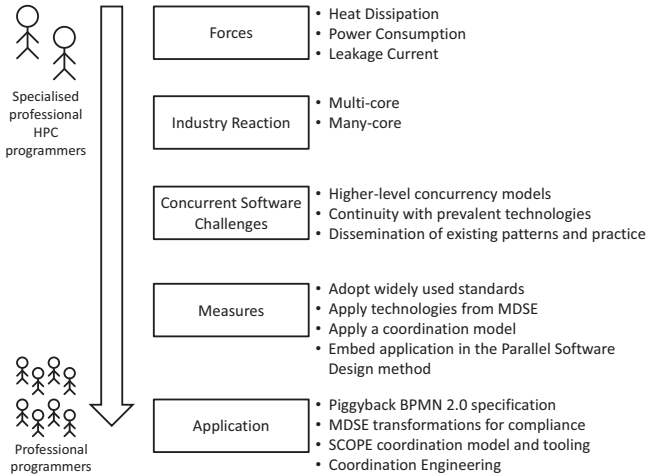 Specialised
professional
HPC
programmers
Forces
• Heat Dissipation
• Power Consumption
• Leakage Current
Industry Reaction
• Multi-core
• Many-core
Concurrent Software
Challenges
• Higher-level concurrency models
• Continuity with prevalent technologies
• Dissemination of existing patterns and practice
Measures
• Adopt widely used standards
• Apply technologies from MDSE
• Apply a coordination model
• Embed application in the Parallel Software
Design method
Application
• Piggyback BPMN 2.0 specification
• MDSE transformations for compliance
• SCOPE coordination model and tooling
• Coordination Engineering
Professional
programmers